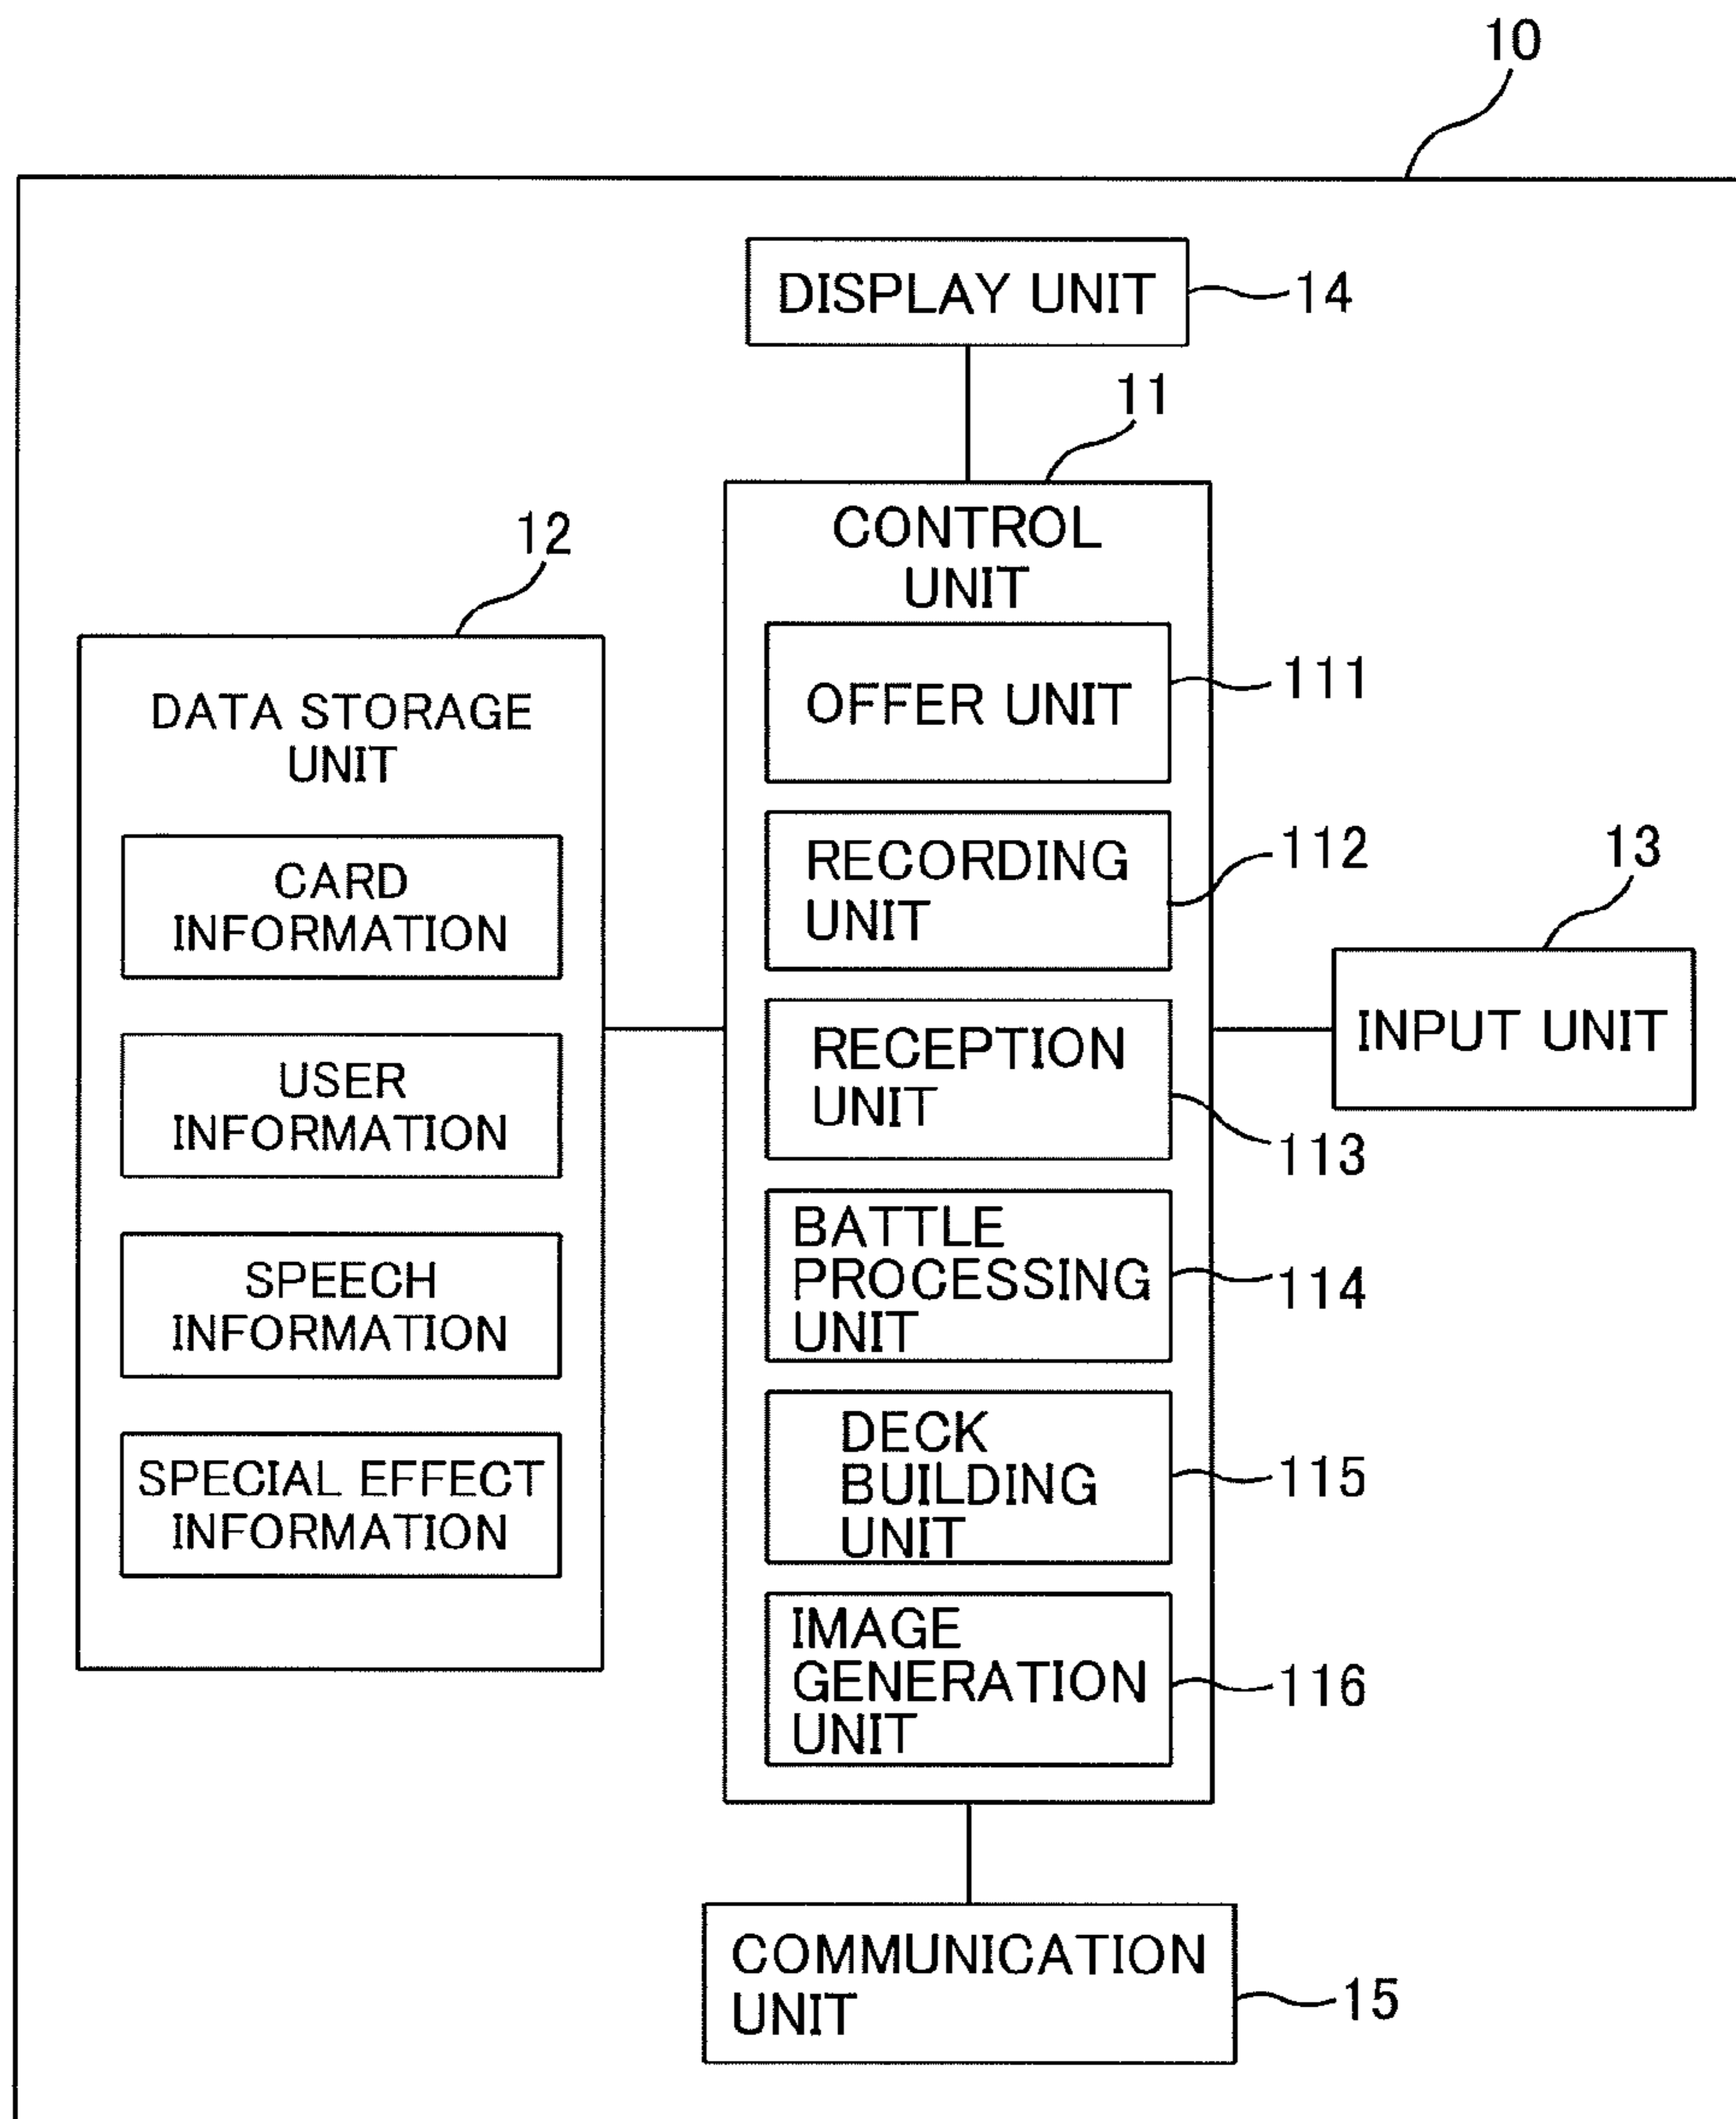 10
DISPLAY UNIT
14
11
CONTROL
UNIT
12
DATA STORAGE
UNIT
CARD
INFORMATION
USER
INFORMATION
SPEECH
INFORMATION
SPECIAL EFFECT
INFORMATION
OFFER UNIT
111
RECORDING
UNIT
112
RECEPTION
UNIT
113
BATTLE
PROCESSING
UNIT
114
DECK
BUILDING
UNIT
115
IMAGE
GENERATION
UNIT
116
13
INPUT UNIT
COMMUNICATION
UNIT
15